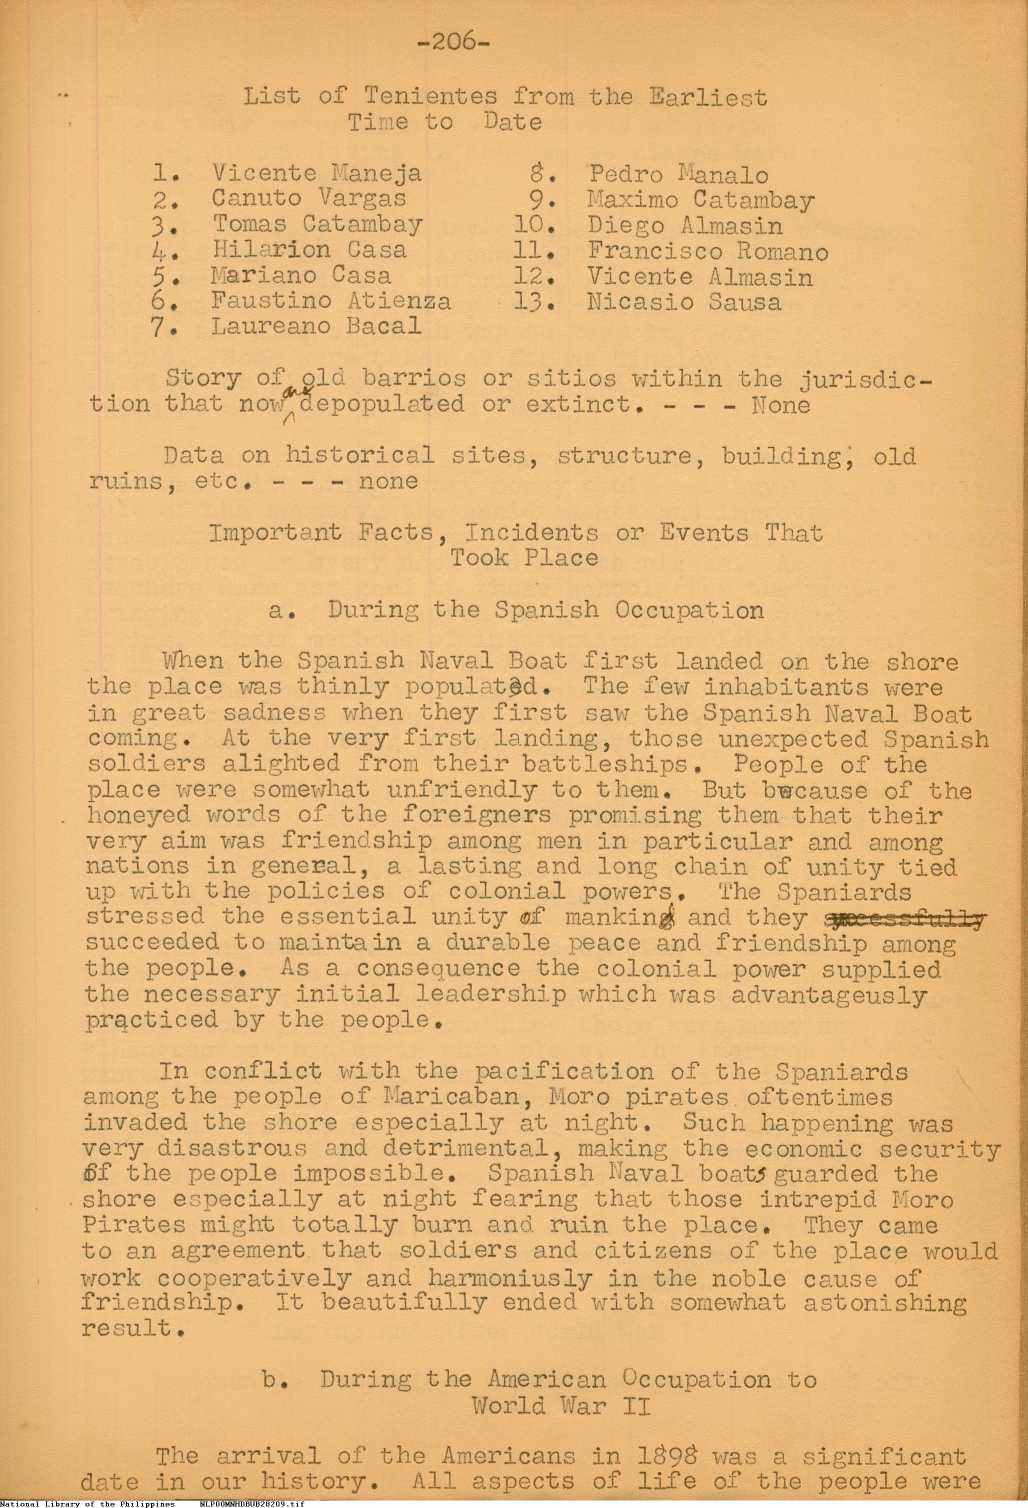 -206-
List of Tenientes from the Earliest
Time to Date
1. Vicente Maneja
2. Canuto Vargas
3. Tomas Catambay
4. Hilarion Casa
5. Mariano Casa
6. Faustino Atienza
7. Laureano Bacal
8. Pedro Manalo
9. Maximo Catambay
10. Diego Almasin
11. Francisco Romano
12. Vicente Almasin
13. Nicasio Sausa
Story of old barrios or sitios within the jurisdic-
tion that now are depopulated or extinct. - - - None
Data on historical sites, structure, building, old
ruins, etc. - - - none
Important Facts, Incidents or Events That
Took Place
a. During the Spanish Occupation
When the Spanish Naval Boat first landed on the shore
the place was thinly populated. The few inhabitants were
in great sadness when they first saw the Spanish Naval Boat
coming. At the very first landing, those unexpected Spanish
soldiers alighted from their battleships. People of the
place were somewhat unfriendly to them. But because of the
honeyed words of the foreigners promising them that their
very aim was friendship among men in particular and among
nations in general, a lasting and long chain of unity tied
up with the policies of colonial powers. The Spaniards
stressed the essential unity of mankind and they
succeeded to maintain a durable peace and friendship among
the people. As a consequence the colonial power supplied
the necessary initial leadership which was advantageusly
practiced by the people.
In conflict with the pacification of the Spaniards
among the people of Maricaban, Moro pirates oftentimes
invaded the shore especially at night. Such happening was
very disastrous and detrimental, making the economic security
of the people impossible. Spanish Naval boats guarded the
shore especially at night fearing that those intrepid Moro
Pirates might totally burn and ruin the place. They came
to an agreement that soldiers and citizens of the place would
work cooperatively and harmoniusly in the noble cause of
friendship. It beautifully ended with somewhat astonishing
result.
b. During the American Occupation to
World War II
The arrival of the Americans in 1898 was a significant
date in our history. All aspects of life of the people were
National Library of the Philippines NLP00MNHDBUB28209.tif